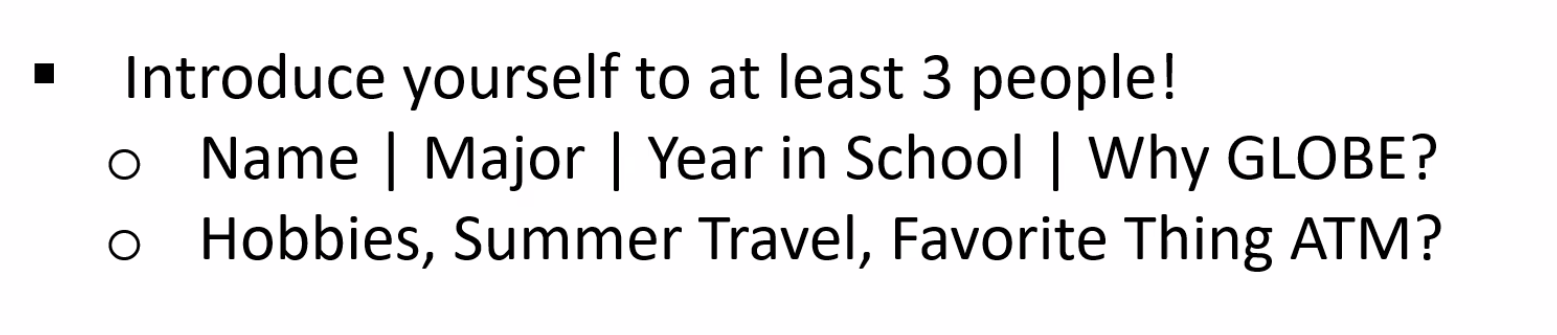 ▪ Introduce yourself to at least 3 people!
o Name | Major | Year in School | Why GLOBE?
o Hobbies, Summer Travel, Favorite Thing ATM?